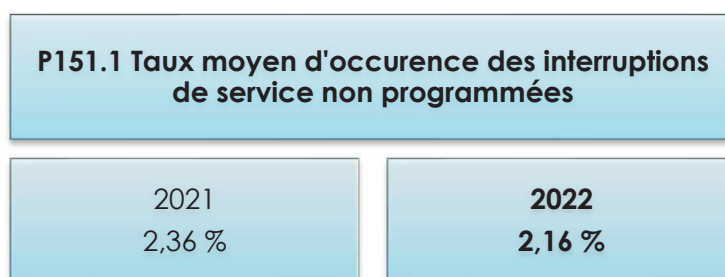 P151.1 Taux moyen d'occurence des interruptions
de service non programmées
2021
2,36 %
2022
2,16 %